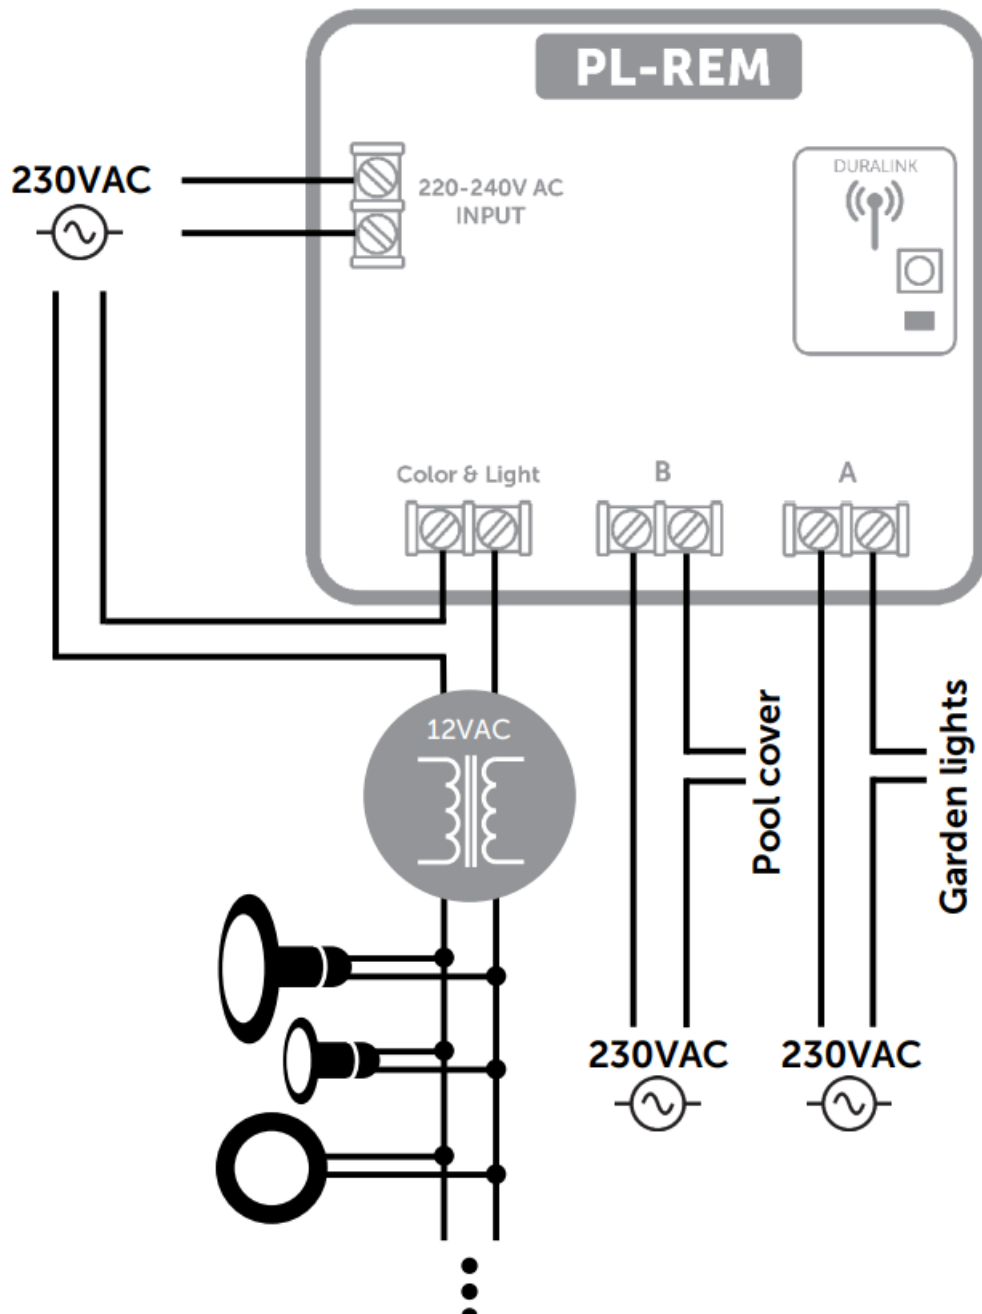 PL-REM
230VAC
220-240V AC
INPUT
DURALINK
Color & Light
B
A
12VAC
Pool cover
Garden lights
230VAC
230VAC